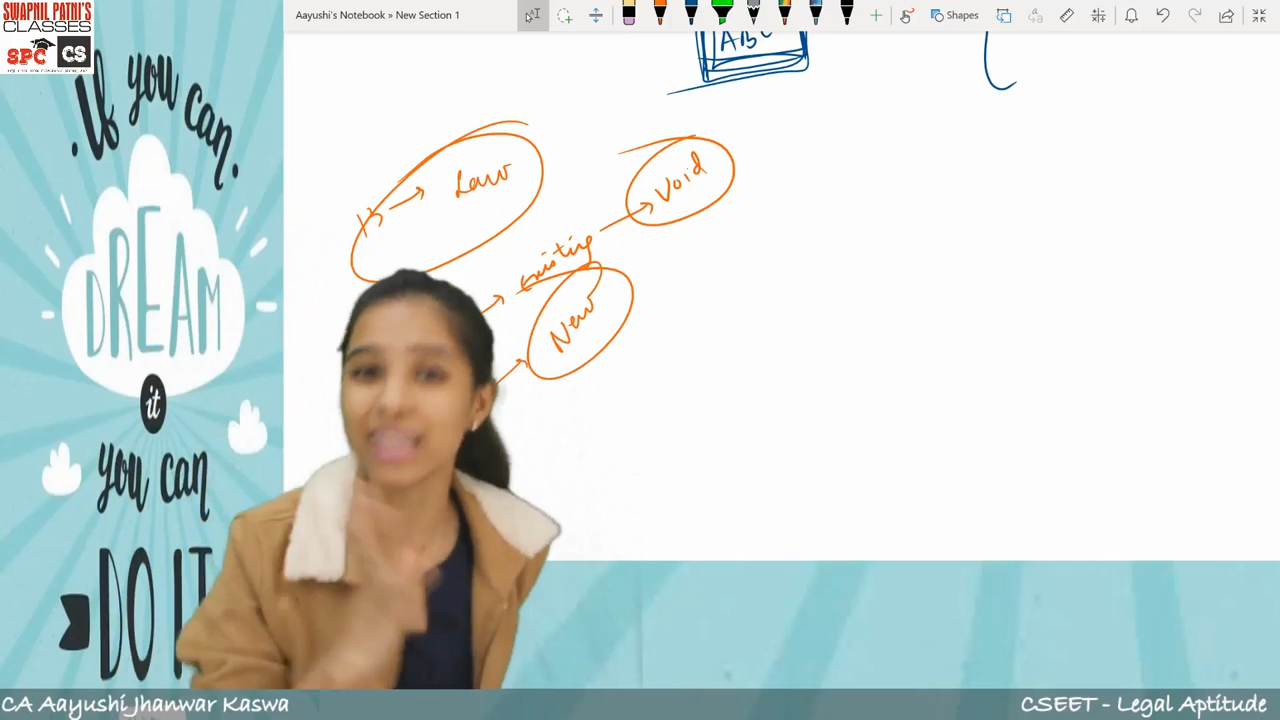 SWAPNIL PATNI'S
CLASSES
SPC CS
Aayushi's Notebook » New Section 1
Shapes
ABC
If you can
DREAM
it
you can
DO IT
13 → Law
existing → Void
New
CA Aayushi Jhanwar Kaswa
CSEET - Legal Aptitude